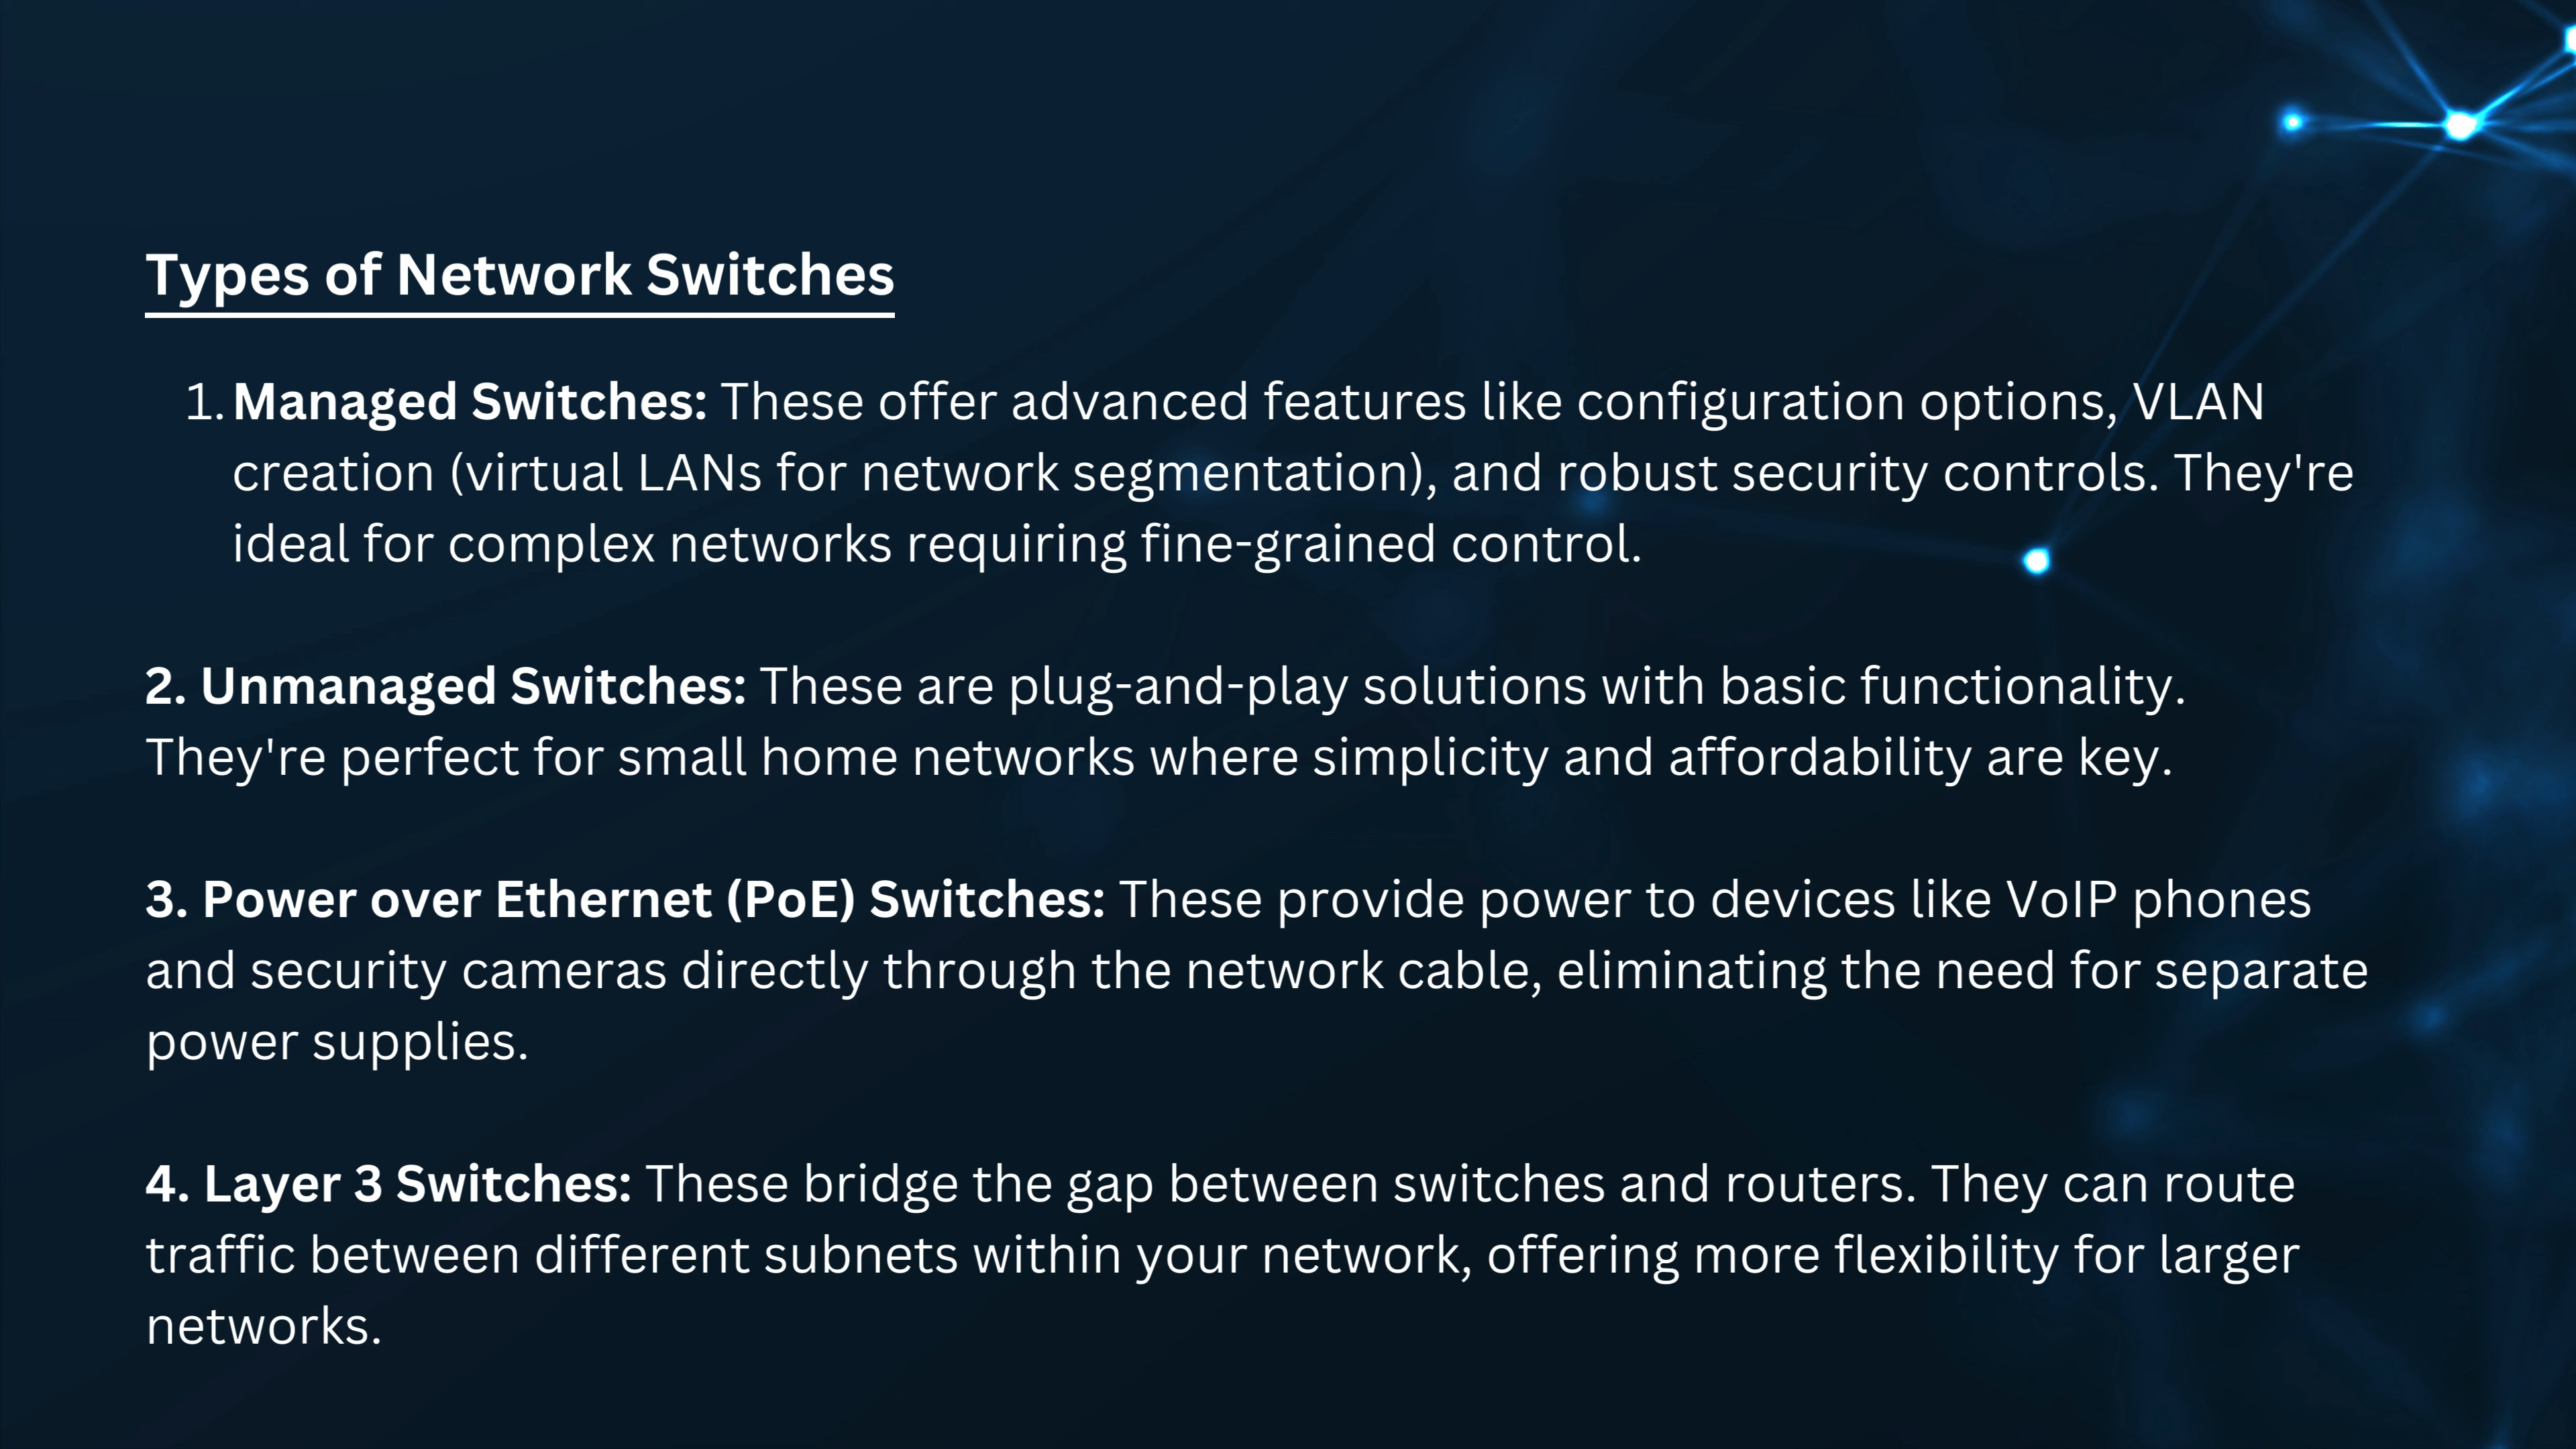 Types of Network Switches
1. Managed Switches: These offer advanced features like configuration options, VLAN
creation (virtual LANs for network segmentation), and robust security controls. They're
ideal for complex networks requiring fine-grained control.
2. Unmanaged Switches: These are plug-and-play solutions with basic functionality.
They're perfect for small home networks where simplicity and affordability are key.
3. Power over Ethernet (PoE) Switches: These provide power to devices like VoIP phones
and security cameras directly through the network cable, eliminating the need for separate
power supplies.
4. Layer 3 Switches: These bridge the gap between switches and routers. They can route
traffic between different subnets within your network, offering more flexibility for larger
networks.